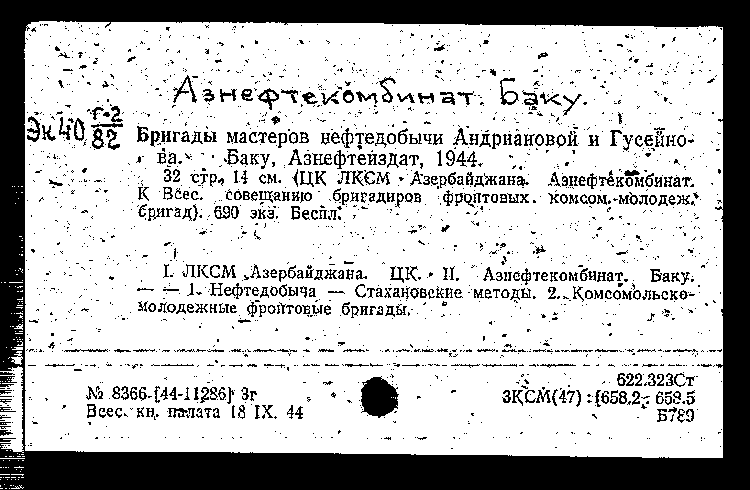 Азнефтекомбинат. Баку.
Эк40 Г-2/82
Бригады мастеров нефтедобычи Андриановой и Гусейно-
ва. Баку, Азнефтеиздат, 1944.
32 стр., 14 см. (ЦК ЛКСМ Азербайджана. Азнефтекомбинат.
К Всес. совещанию бригадиров фронтовых комсом.-молодеж.
бригад). 690 экз. Беспл.
I. ЛКСМ Азербайджана. ЦК. II. Азнефтекомбинат. Баку.
— — 1. Нефтедобыча — Стахановские методы. 2. Комсомольско-
молодежные фронтовые бригады.
622.323Ст
№ 8366 [44-11286] 3г
3КСМ(47) : [658.2 : 658.5
Всес. кн. палата 18 IX. 44
Б789